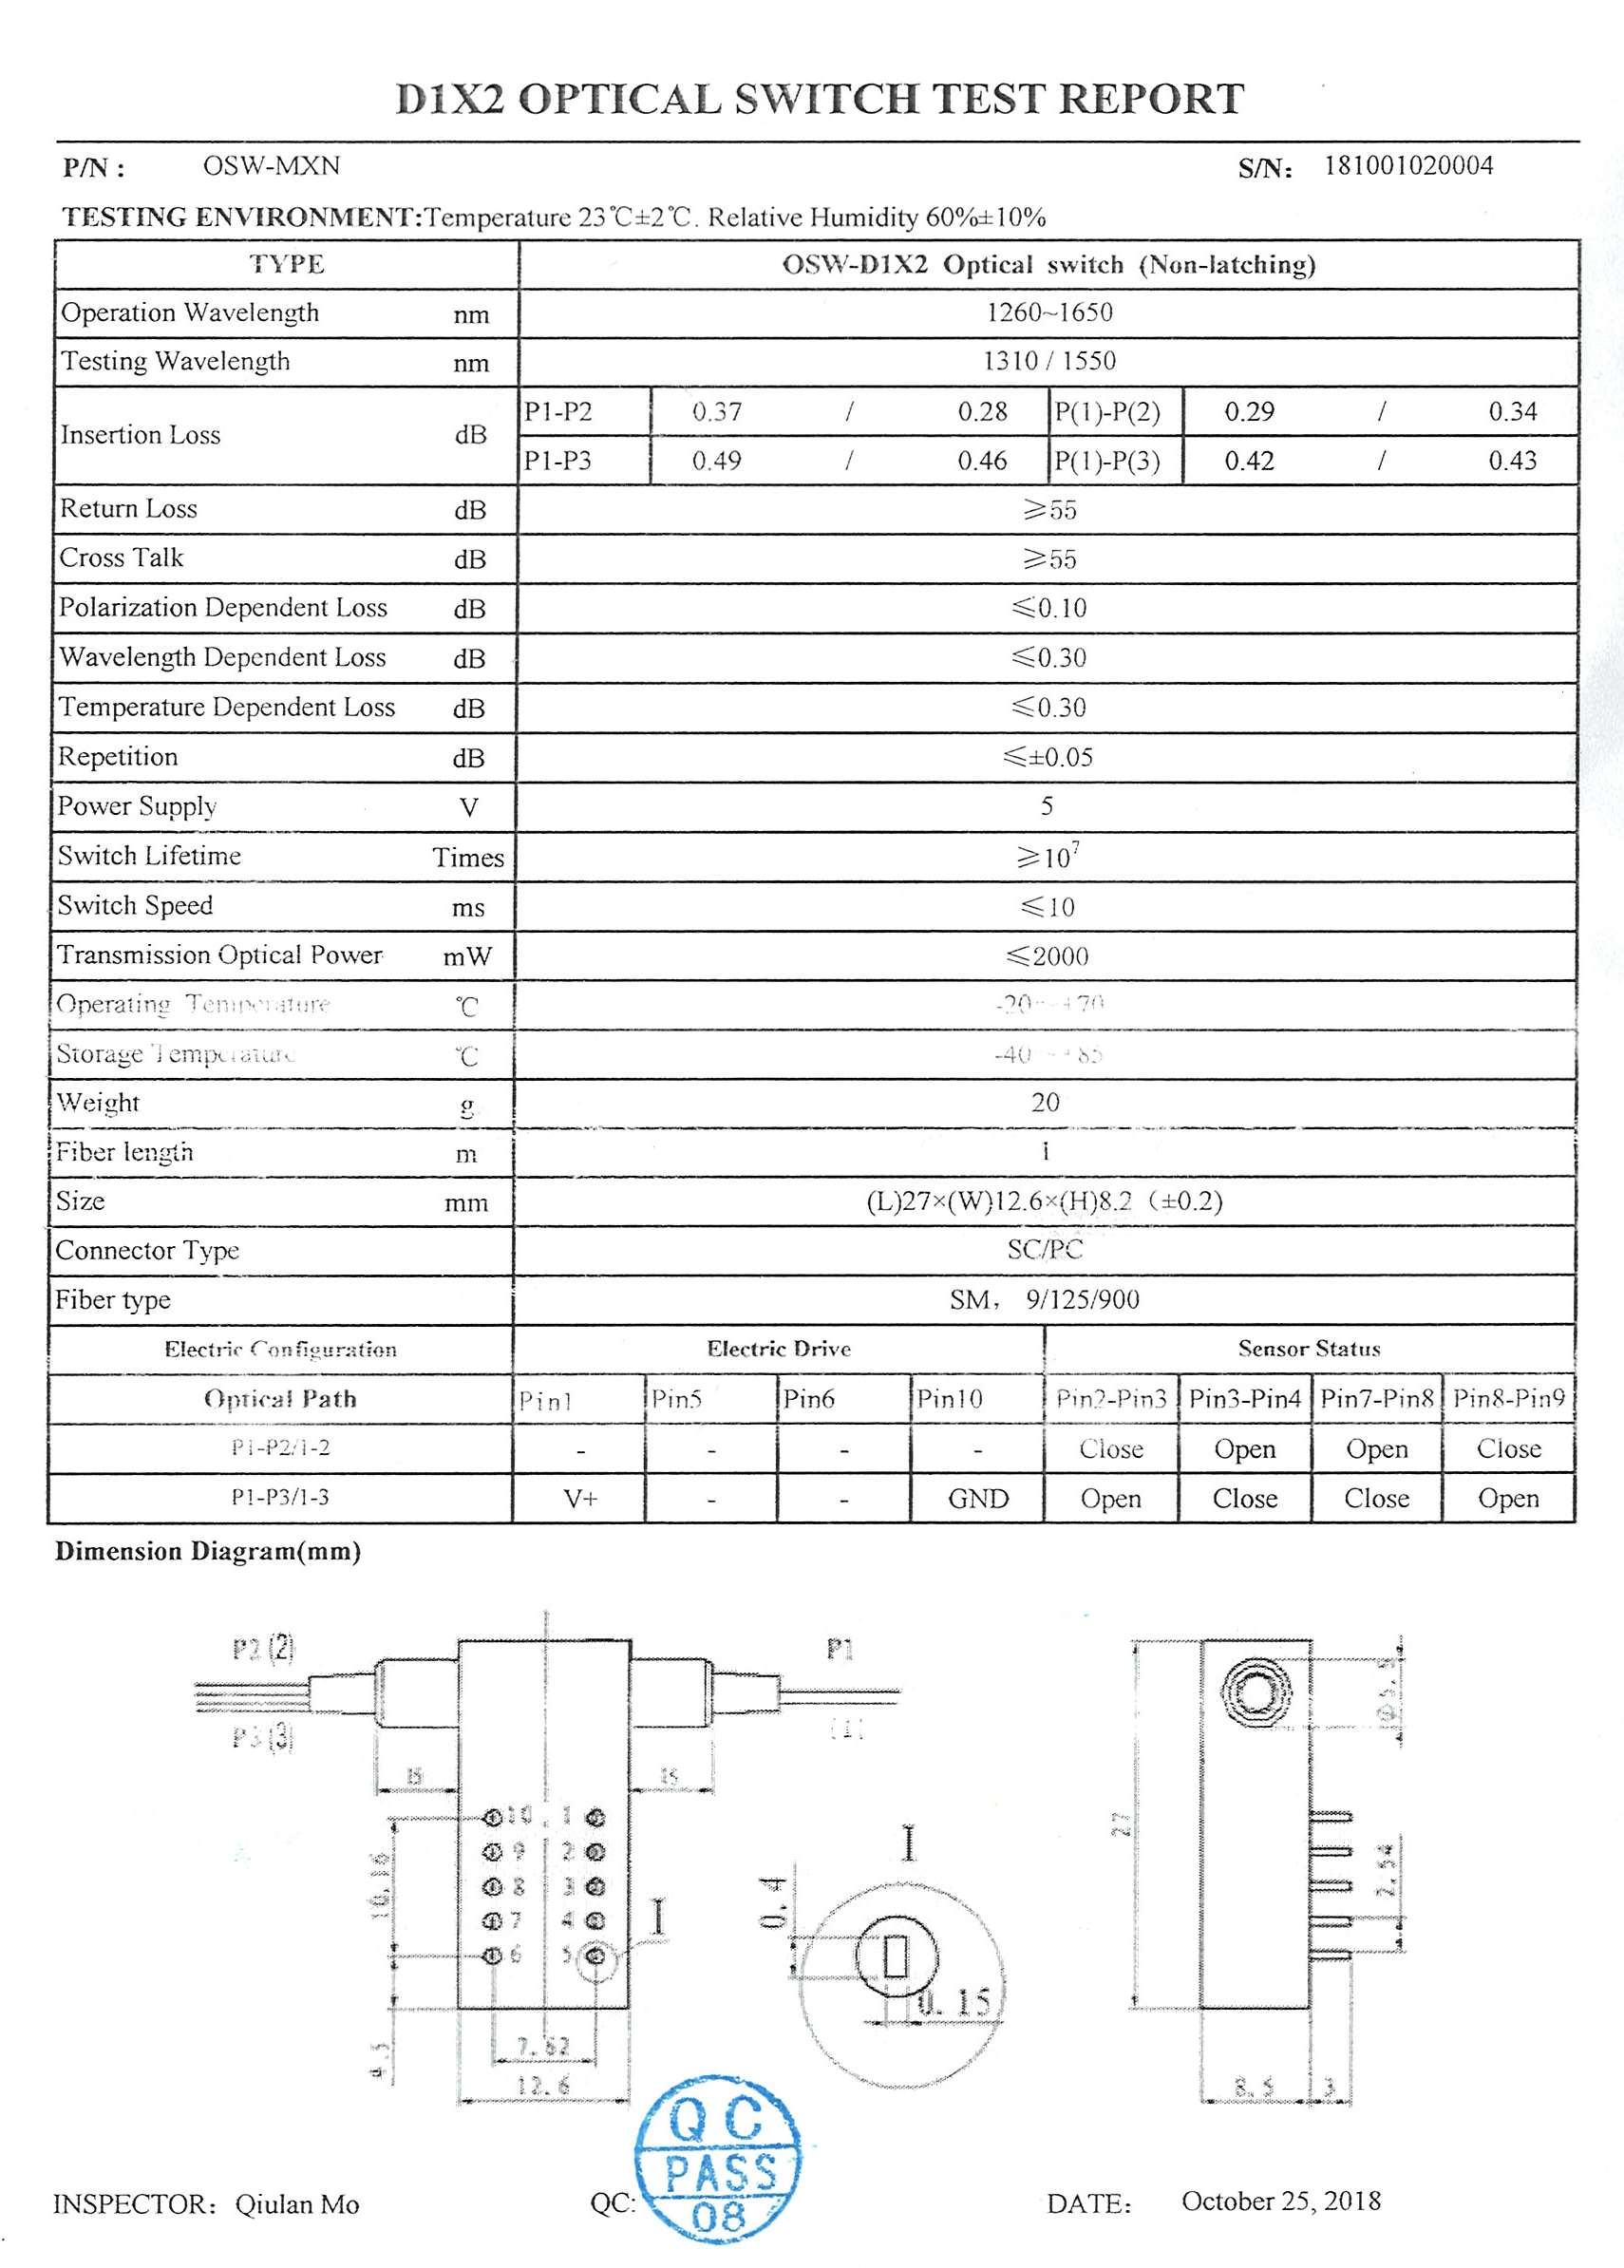 D1X2 OPTICAL SWITCH TEST REPORT
P/N : OSW-MXN S/N: 181001020004
TESTING ENVIRONMENT:Temperature 23℃±2℃. Relative Humidity 60%±10%
TYPE OSW-D1X2 Optical switch (Non-latching)
Operation Wavelength nm 1260~1650
Testing Wavelength nm 1310 / 1550
Insertion Loss dB
P1-P2 0.37 / 0.28 P(1)-P(2) 0.29 / 0.34
P1-P3 0.49 / 0.46 P(1)-P(3) 0.42 / 0.43
Return Loss dB ≥55
Cross Talk dB ≥55
Polarization Dependent Loss dB ≤0.10
Wavelength Dependent Loss dB ≤0.30
Temperature Dependent Loss dB ≤0.30
Repetition dB ≤±0.05
Power Supply V 5
Switch Lifetime Times ≥10⁷
Switch Speed ms ≤10
Transmission Optical Power mW ≤2000
Operating Temperature ℃ -20~+70
Storage Temperature ℃ -40~+85
Weight g 20
Fiber length m 1
Size mm (L)27×(W)12.6×(H)8.2 (±0.2)
Connector Type SC/PC
Fiber type SM, 9/125/900
Electric Configuration Electric Drive Sensor Status
Optical Path Pin1 Pin5 Pin6 Pin10 Pin2-Pin3 Pin3-Pin4 Pin7-Pin8 Pin8-Pin9
P1-P2/1-2 - - - - Close Open Open Close
P1-P3/1-3 V+ - - GND Open Close Close Open
Dimension Diagram(mm)
P2(2) P1
P3(3) (1)
15 15
10 1
9 2
8 3
7 4
6 5
I
10.16
4.5
7.62
12.6
I
0.4
0.15
27
Φ5.5
2.54
8.5 3
QC
PASS
08
INSPECTOR: Qiulan Mo QC: DATE: October 25, 2018